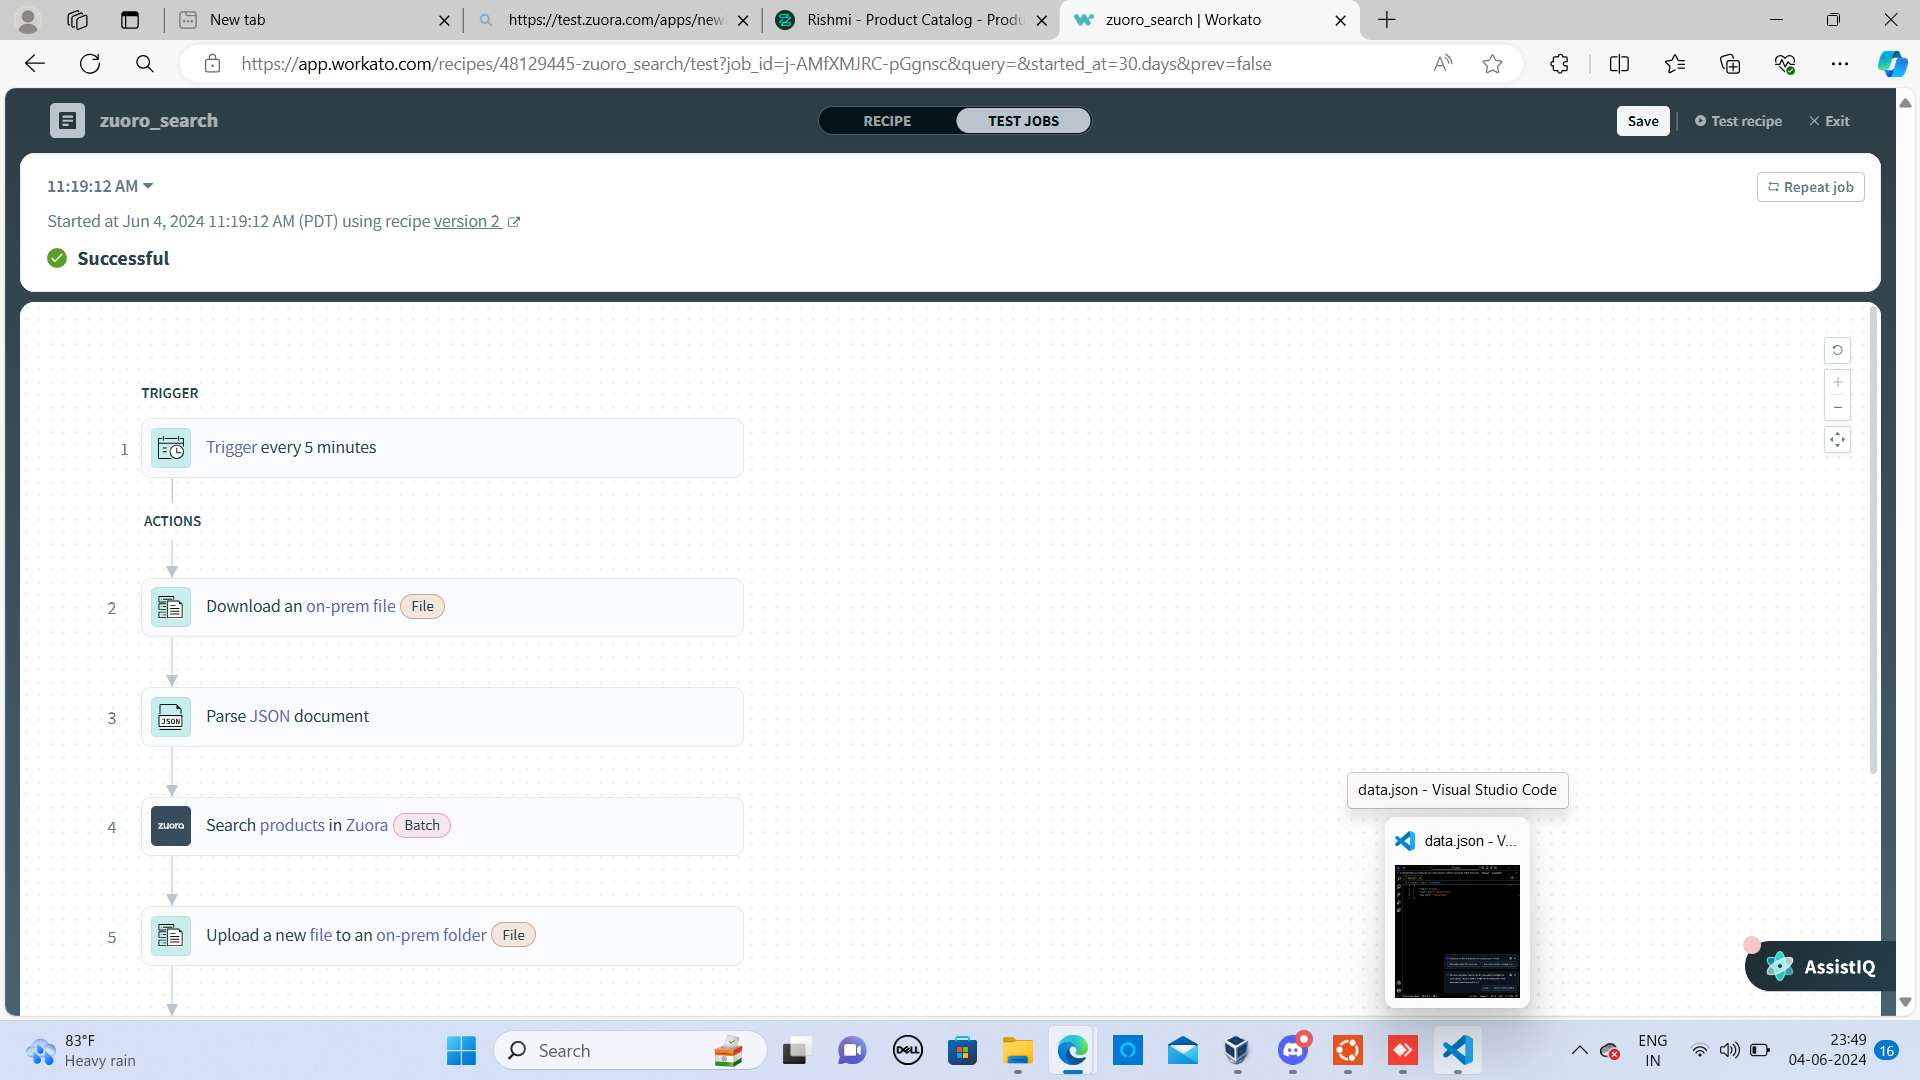 New tab
https://test.zuora.com/apps/new
Rishmi - Product Catalog - Produ
zuoro_search | Workato
https://app.workato.com/recipes/48129445-zuoro_search/test?job_id=j-AMfXMJRC-pGgnsc&query=&started_at=30.days&prev=false
zuoro_search
RECIPE
TEST JOBS
Save
Test recipe
Exit
11:19:12 AM
Repeat job
Started at Jun 4, 2024 11:19:12 AM (PDT) using recipe version 2
Successful
TRIGGER
1
Trigger every 5 minutes
ACTIONS
2
Download an on-prem file File
3
JSON
Parse JSON document
data.json - Visual Studio Code
4
zuora
Search products in Zuora Batch
data.json - V...
5
Upload a new file to an on-prem folder File
AssistIQ
83°F
Heavy rain
Search
DELL
ENG
IN
23:49
04-06-2024
16